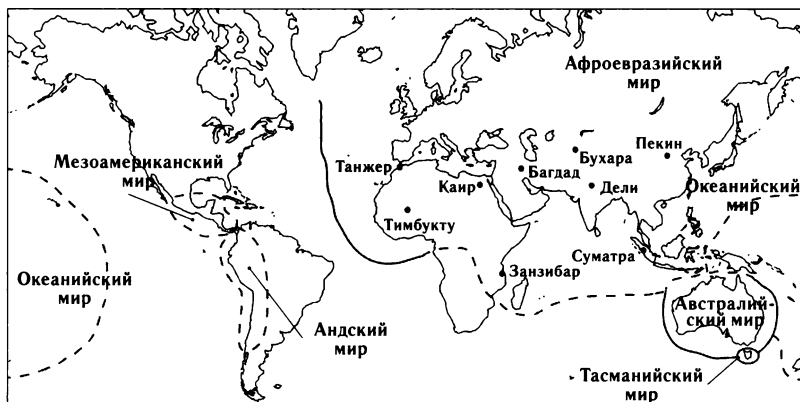 Афроевразийский
мир
Мезоамериканский
мир
Танжер
Каир
Багдад
Бухара
Пекин
Дели
Океанийский
мир
Тимбукту
Суматра
Занзибар
Океанийский
мир
Андский
мир
Австралий-
ский мир
Тасманийский
мир